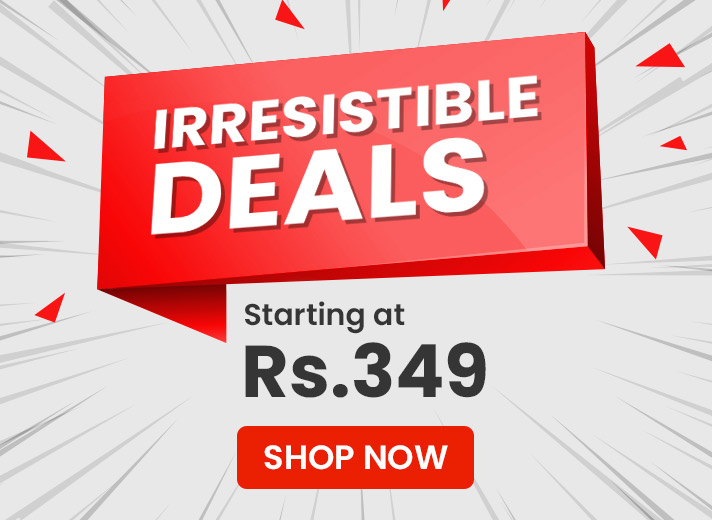 IRRESISTIBLE
DEALS
Starting at
Rs.349
SHOP NOW